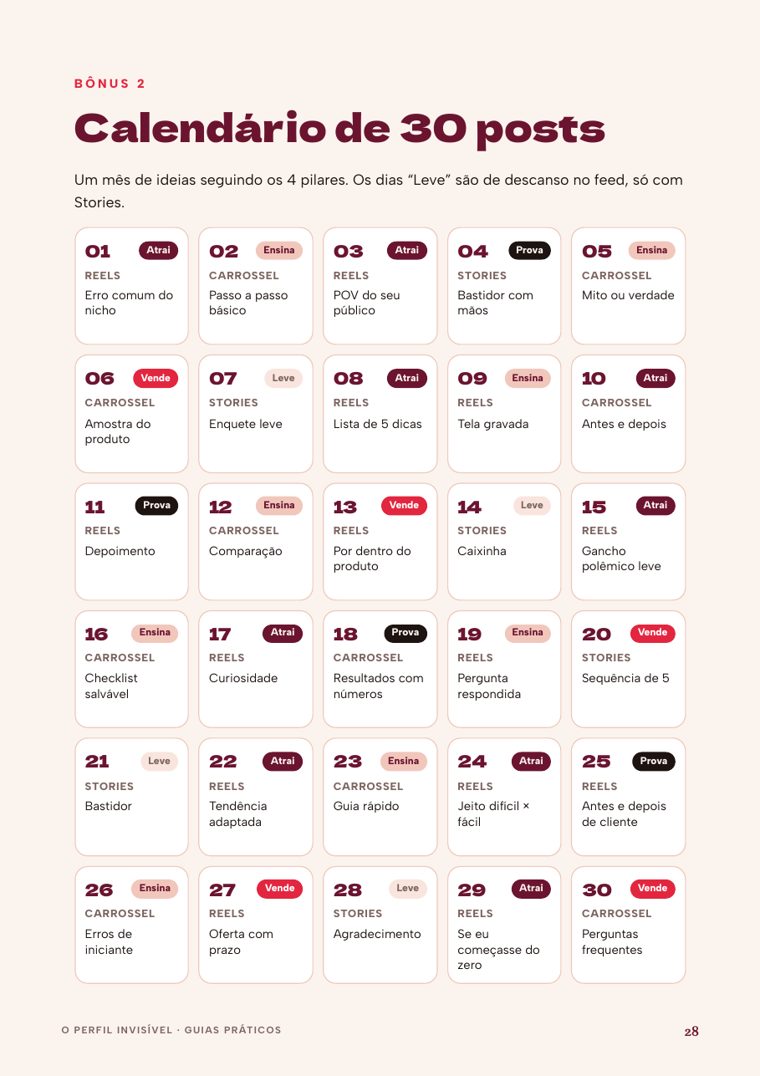 BÔNUS 2
Calendário de 30 posts
Um mês de ideias seguindo os 4 pilares. Os dias “Leve” são de descanso no feed, só com
Stories.
01 Atrai
REELS
Erro comum do
nicho
02 Ensina
CARROSSEL
Passo a passo
básico
03 Atrai
REELS
POV do seu
público
04 Prova
STORIES
Bastidor com
mãos
05 Ensina
CARROSSEL
Mito ou verdade
06 Vende
CARROSSEL
Amostra do
produto
07 Leve
STORIES
Enquete leve
08 Atrai
REELS
Lista de 5 dicas
09 Ensina
REELS
Tela gravada
10 Atrai
CARROSSEL
Antes e depois
11 Prova
REELS
Depoimento
12 Ensina
CARROSSEL
Comparação
13 Vende
REELS
Por dentro do
produto
14 Leve
STORIES
Caixinha
15 Atrai
REELS
Gancho
polêmico leve
16 Ensina
CARROSSEL
Checklist
salvável
17 Atrai
REELS
Curiosidade
18 Prova
CARROSSEL
Resultados com
números
19 Ensina
REELS
Pergunta
respondida
20 Vende
STORIES
Sequência de 5
21 Leve
STORIES
Bastidor
22 Atrai
REELS
Tendência
adaptada
23 Ensina
CARROSSEL
Guia rápido
24 Atrai
REELS
Jeito difícil ×
fácil
25 Prova
REELS
Antes e depois
de cliente
26 Ensina
CARROSSEL
Erros de
iniciante
27 Vende
REELS
Oferta com
prazo
28 Leve
STORIES
Agradecimento
29 Atrai
REELS
Se eu
começasse do
zero
30 Vende
CARROSSEL
Perguntas
frequentes
O PERFIL INVISÍVEL · GUIAS PRÁTICOS
28